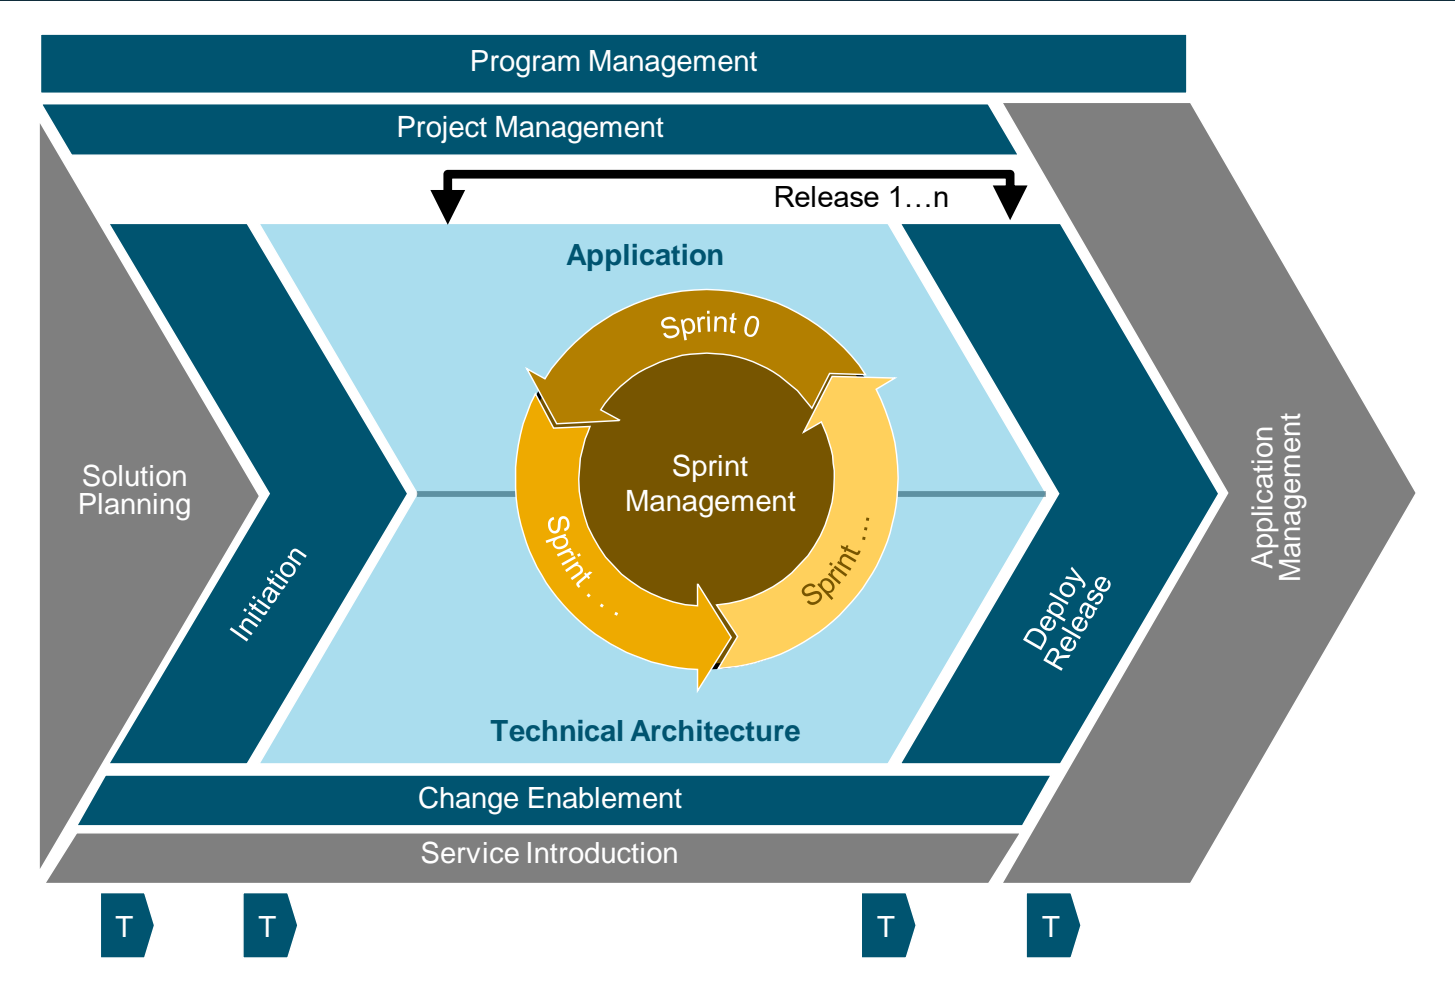 Program Management
Project Management
Release 1…n
Application
Sprint 0
Sprint
Management
Sprint . . .
Sprint …
Solution
Planning
Initiation
Deploy
Release
Application
Management
Technical Architecture
Change Enablement
Service Introduction
T
T
T
T